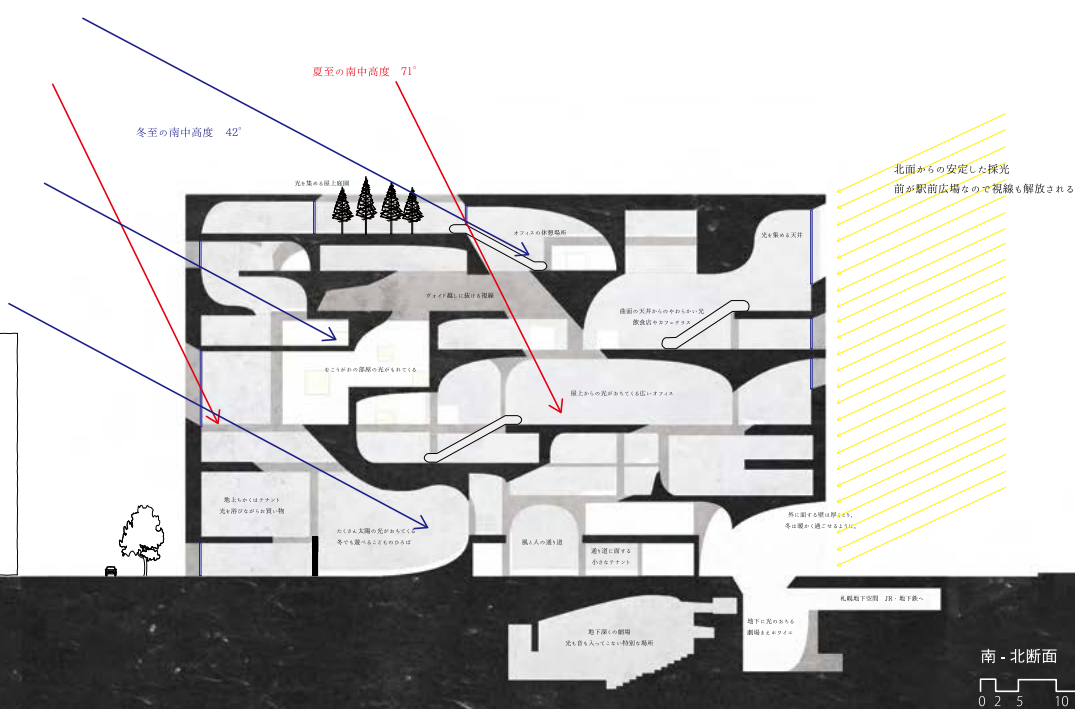 夏至の南中高度 71°
冬至の南中高度 42°
北面からの安定した採光
前が駅前広場なので視線も解放される
光を集める屋上庭園
オフィスの休憩場所
光を集める天井
ヴォイド越しに抜ける視線
曲面の天井からのやわらかい光
飲食店やカフェテラス
むこうがわの部屋の光がもれてくる
屋上からの光がおちてくる広いオフィス
地上ちかくはテナント
光を浴びながらお買い物
たくさん太陽の光がおちてくる
冬でも遊べるこどものひろば
風と人の通り道
通り道に面する
小さなテナント
外に面する壁は厚くとり、
冬は暖かく過ごせるように。
札幌地下空間 JR・地下鉄へ
地下に光のおちる
劇場まえホワイエ
地下深くの劇場
光も音も入ってこない特別な場所
南 - 北断面
0 2 5 10